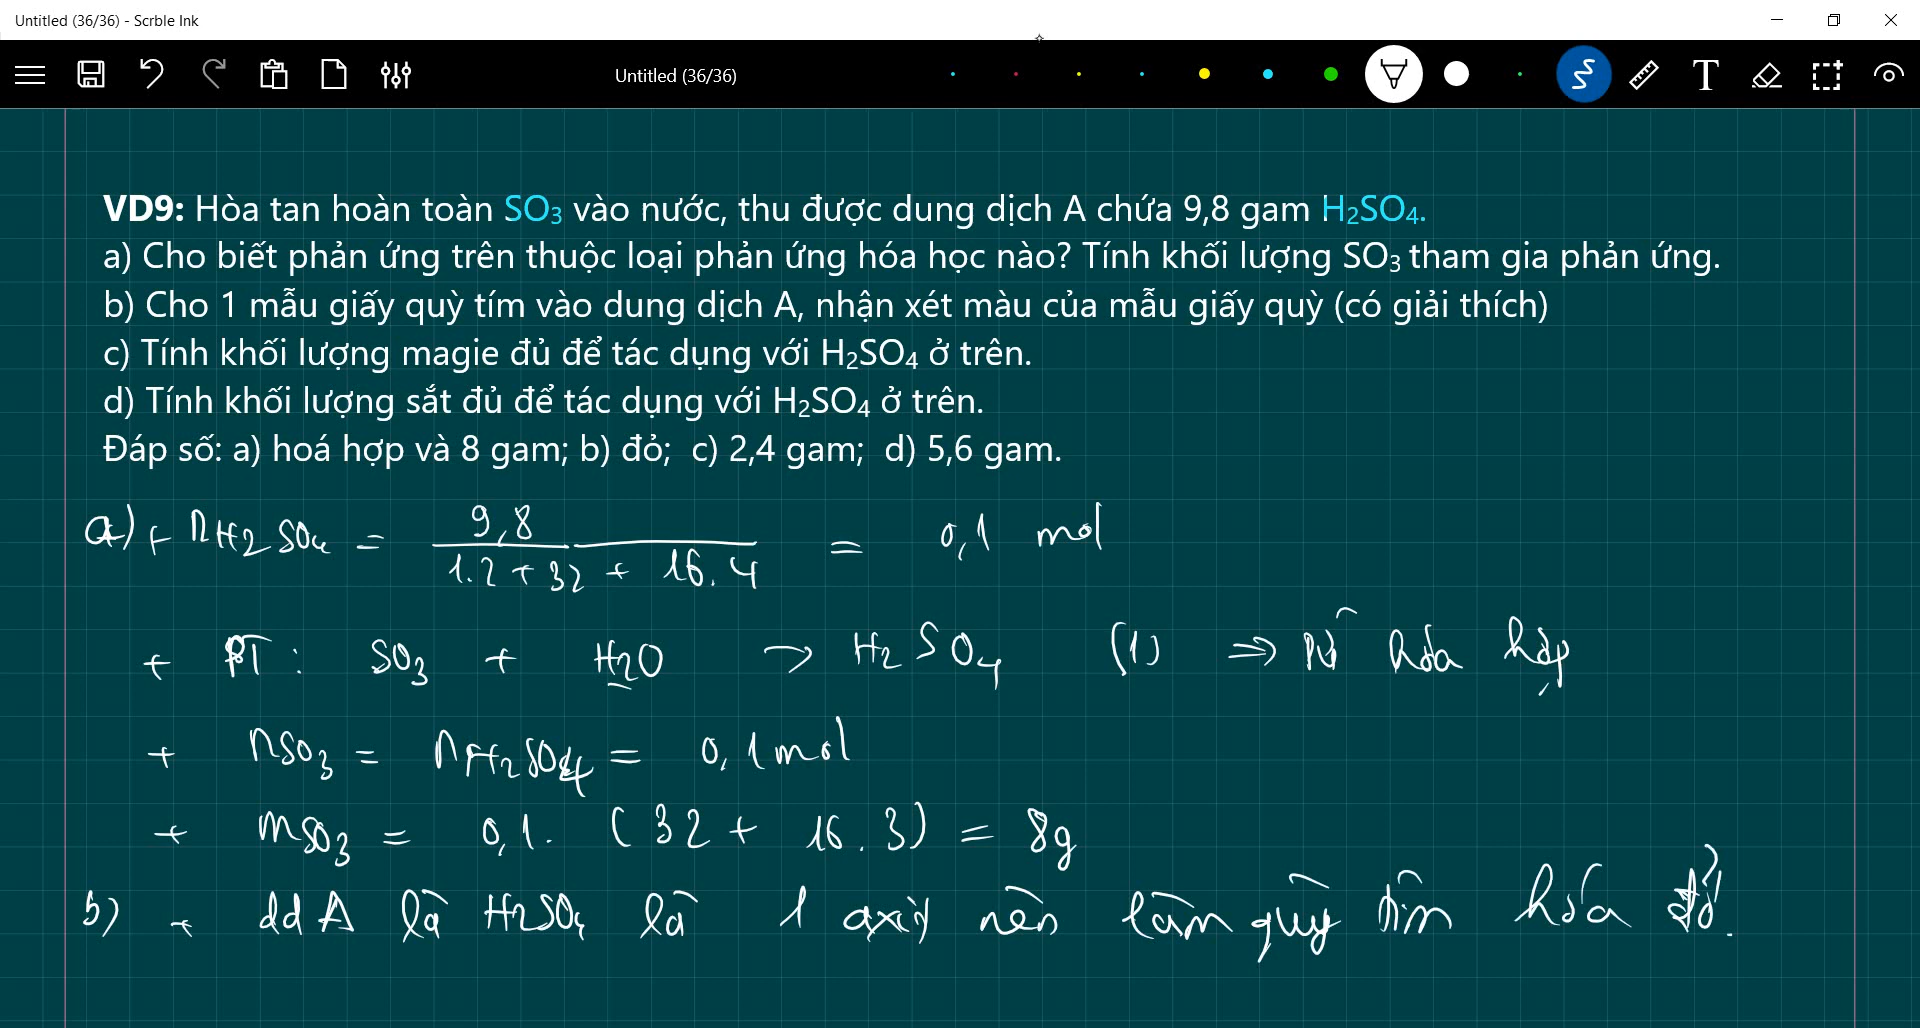 Untitled (36/36) - Scrble Ink
Untitled (36/36)
T
VD9: Hòa tan hoàn toàn SO₃ vào nước, thu được dung dịch A chứa 9,8 gam H₂SO₄.
a) Cho biết phản ứng trên thuộc loại phản ứng hóa học nào? Tính khối lượng SO₃ tham gia phản ứng.
b) Cho 1 mẫu giấy quỳ tím vào dung dịch A, nhận xét màu của mẫu giấy quỳ (có giải thích)
c) Tính khối lượng magie đủ để tác dụng với H₂SO₄ ở trên.
d) Tính khối lượng sắt đủ để tác dụng với H₂SO₄ ở trên.
Đáp số: a) hoá hợp và 8 gam; b) đỏ; c) 2,4 gam; d) 5,6 gam.
a) + nH₂SO₄ = 9,8 / 1.2 + 32 + 16.4 = 0,1 mol
+ PT: SO₃ + H₂O → H₂SO₄ (1) ⇒ hóa hợp
+ nSO₃ = nH₂SO₄ = 0,1 mol
+ mSO₃ = 0,1. (32 + 16.3) = 8g
b) + dd A là H₂SO₄ là 1 axit nên làm quỳ tím hóa đỏ.